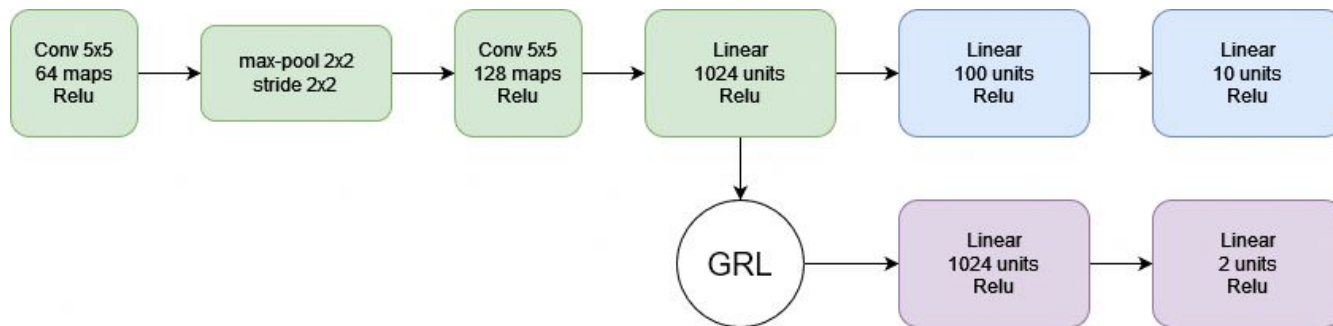 Conv 5x5
64 maps
Relu
max-pool 2x2
stride 2x2
Conv 5x5
128 maps
Relu
Linear
1024 units
Relu
Linear
100 units
Relu
Linear
10 units
Relu
GRL
Linear
1024 units
Relu
Linear
2 units
Relu